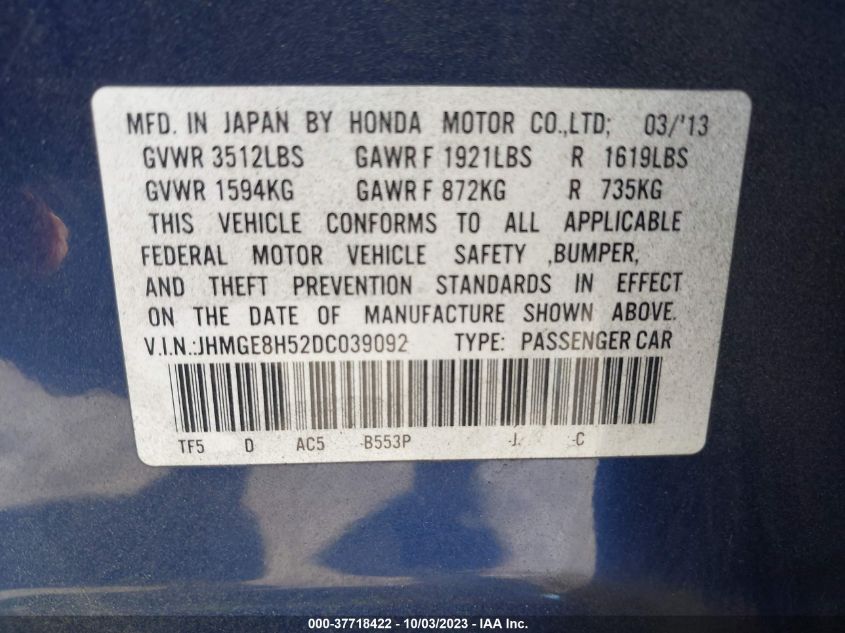 MFD. IN JAPAN BY HONDA MOTOR CO.,LTD; 03/'13
GVWR 3512LBS GAWR F 1921LBS R 1619LBS
GVWR 1594KG GAWR F 872KG R 735KG
THIS VEHICLE CONFORMS TO ALL APPLICABLE
FEDERAL MOTOR VEHICLE SAFETY ,BUMPER,
AND THEFT PREVENTION STANDARDS IN EFFECT
ON THE DATE OF MANUFACTURE SHOWN ABOVE.
V.I.N.:JHMGE8H52DC039092 TYPE: PASSENGER CAR
TF5 D AC5 -B553P -J- -C
000-37718422 - 10/03/2023 - IAA Inc.